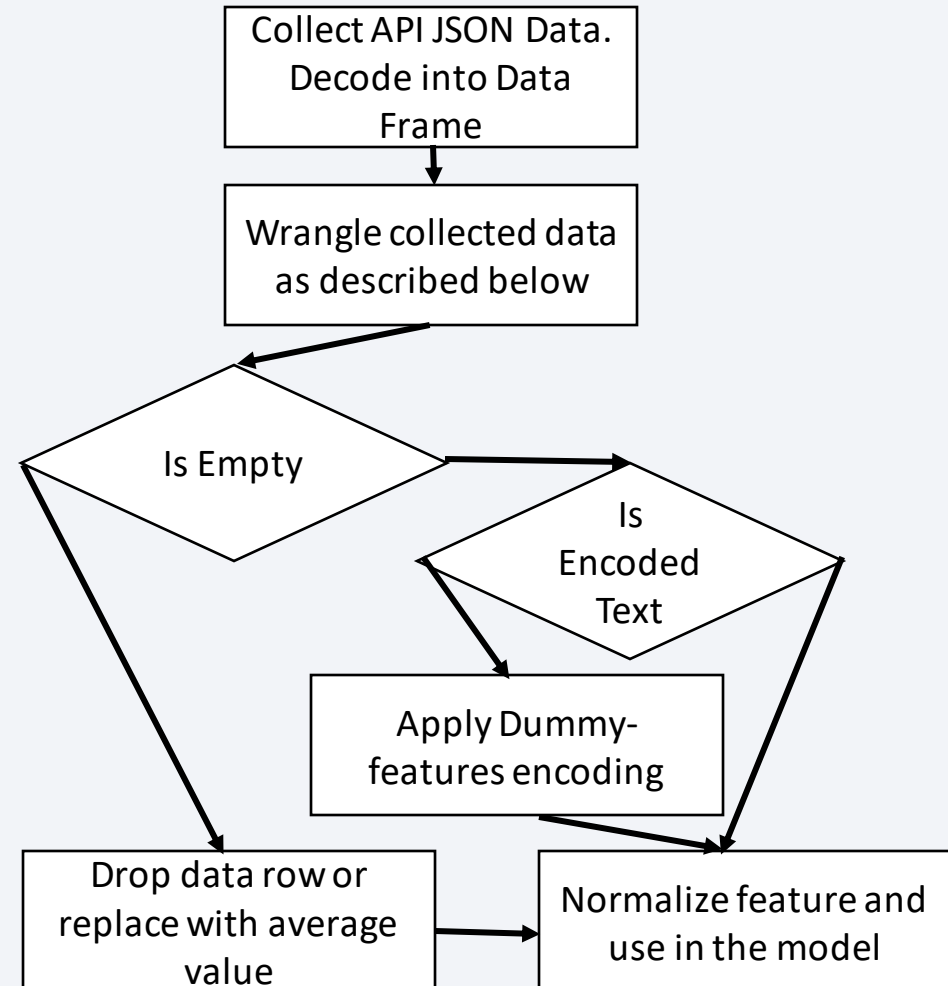 Collect API JSON Data.
Decode into Data
Frame
Wrangle collected data
as described below
Is Empty
Is
Encoded
Text
Apply Dummy-
features encoding
Drop data row or
replace with average
value
Normalize feature and
use in the model